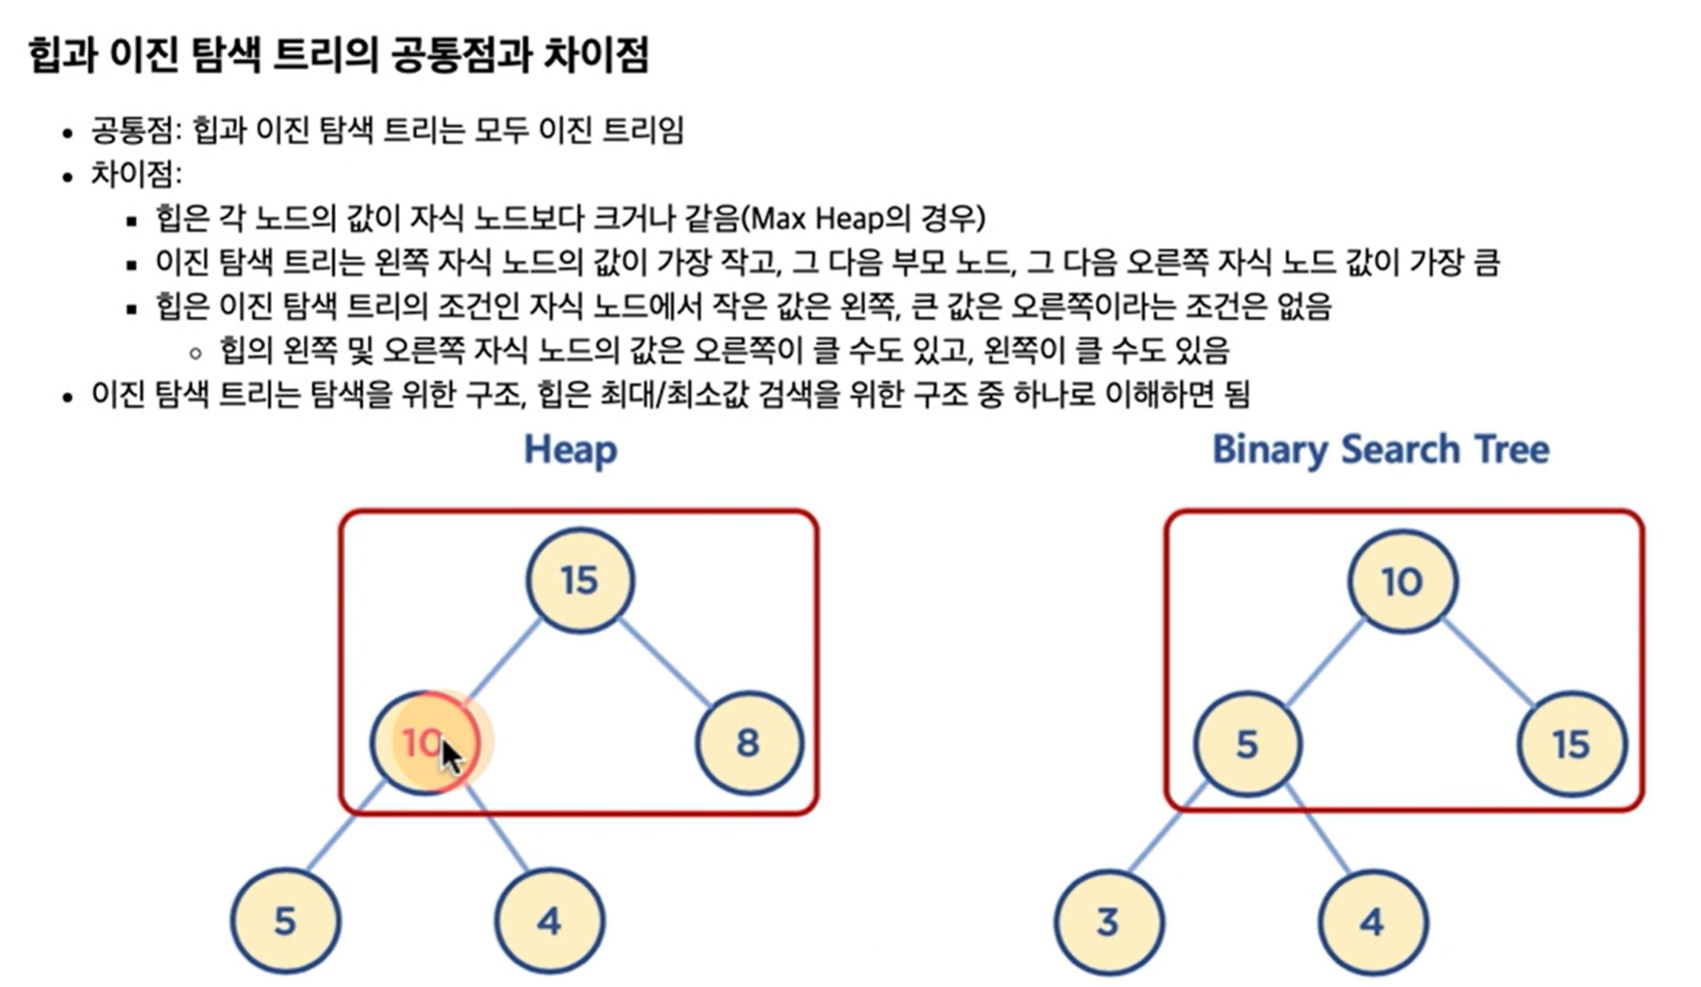 힙과 이진 탐색 트리의 공통점과 차이점
• 공통점: 힙과 이진 탐색 트리는 모두 이진 트리임
• 차이점:
▪ 힙은 각 노드의 값이 자식 노드보다 크거나 같음(Max Heap의 경우)
▪ 이진 탐색 트리는 왼쪽 자식 노드의 값이 가장 작고, 그 다음 부모 노드, 그 다음 오른쪽 자식 노드 값이 가장 큼
▪ 힙은 이진 탐색 트리의 조건인 자식 노드에서 작은 값은 왼쪽, 큰 값은 오른쪽이라는 조건은 없음
◦ 힙의 왼쪽 및 오른쪽 자식 노드의 값은 오른쪽이 클 수도 있고, 왼쪽이 클 수도 있음
• 이진 탐색 트리는 탐색을 위한 구조, 힙은 최대/최소값 검색을 위한 구조 중 하나로 이해하면 됨
Heap
15
10
8
5
4
Binary Search Tree
10
5
15
3
4